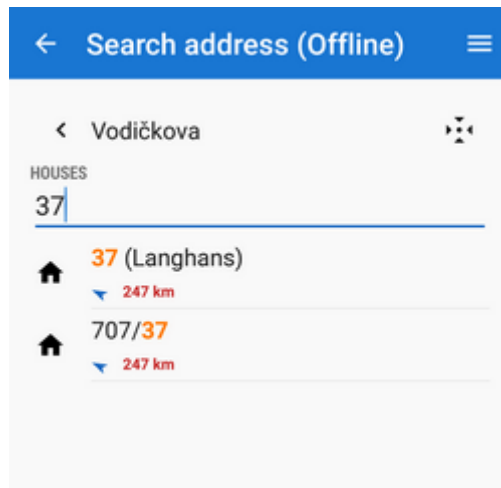 Search address (Offline)
Vodičkova
HOUSES
37
37 (Langhans)
247 km
707/37
247 km